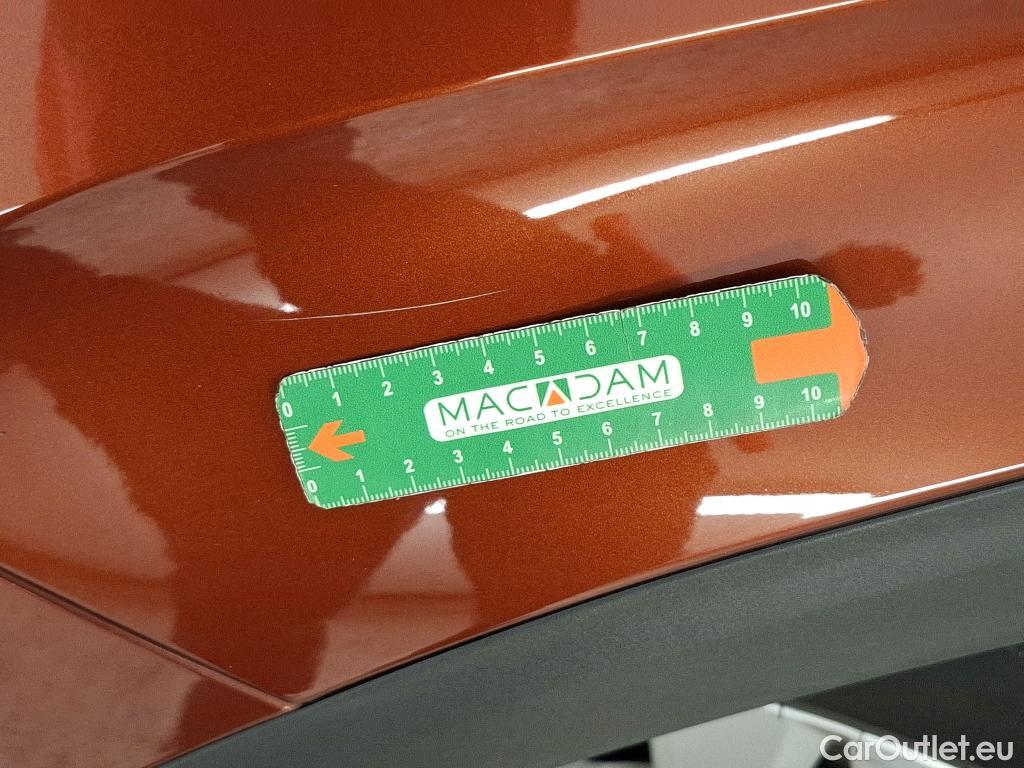 0 1 2 3 4 5 6 7 8 9 10
MACADAM
ON THE ROAD TO EXCELLENCE
0 1 2 3 4 5 6 7 8 9 10
CarOutlet.eu